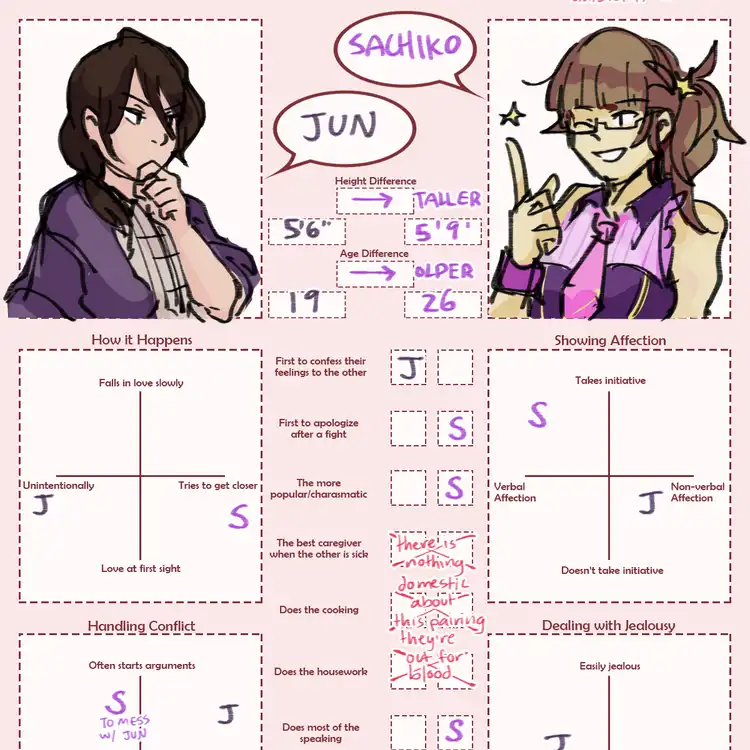 SACHIKO
JUN
Height Difference
→ TALLER
5'6" 5'9'
Age Difference
→ OLDER
19 26
How it Happens
Falls in love slowly
Unintentionally Tries to get closer
J
S
Love at first sight
First to confess their
feelings to the other
J
First to apologize
after a fight
S
The more
popular/charasmatic
S
The best caregiver
when the other is sick
Does the cooking
Does the housework
there is
nothing
domestic
about
this pairing
they're
out for
blood
Does most of the
speaking
S
Showing Affection
Takes initiative
S
Verbal
Affection
Non-verbal
Affection
J
Doesn't take initiative
Handling Conflict
Often starts arguments
S
TO MESS
W/ JUN
J
Dealing with Jealousy
Easily jealous
J